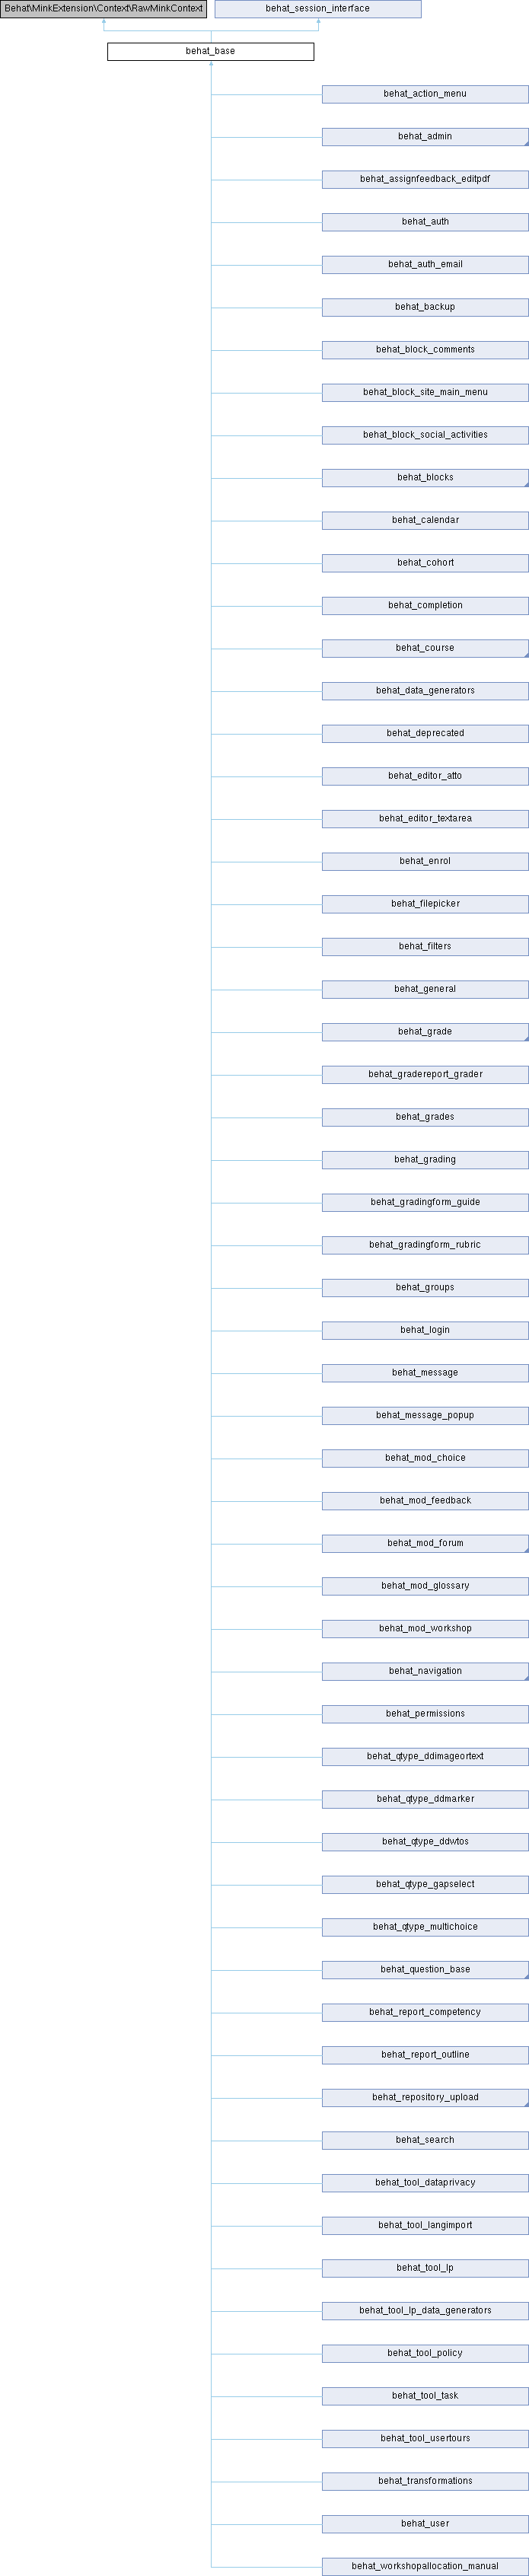 Behat\MinkExtension\Context\RawMinkContext
behat_session_interface
behat_base
behat_action_menu
behat_admin
behat_assignfeedback_editpdf
behat_auth
behat_auth_email
behat_backup
behat_block_comments
behat_block_site_main_menu
behat_block_social_activities
behat_blocks
behat_calendar
behat_cohort
behat_completion
behat_course
behat_data_generators
behat_deprecated
behat_editor_atto
behat_editor_textarea
behat_enrol
behat_filepicker
behat_filters
behat_general
behat_grade
behat_gradereport_grader
behat_grades
behat_grading
behat_gradingform_guide
behat_gradingform_rubric
behat_groups
behat_login
behat_message
behat_message_popup
behat_mod_choice
behat_mod_feedback
behat_mod_forum
behat_mod_glossary
behat_mod_workshop
behat_navigation
behat_permissions
behat_qtype_ddimageortext
behat_qtype_ddmarker
behat_qtype_ddwtos
behat_qtype_gapselect
behat_qtype_multichoice
behat_question_base
behat_report_competency
behat_report_outline
behat_repository_upload
behat_search
behat_tool_dataprivacy
behat_tool_langimport
behat_tool_lp
behat_tool_lp_data_generators
behat_tool_policy
behat_tool_task
behat_tool_usertours
behat_transformations
behat_user
behat_workshopallocation_manual